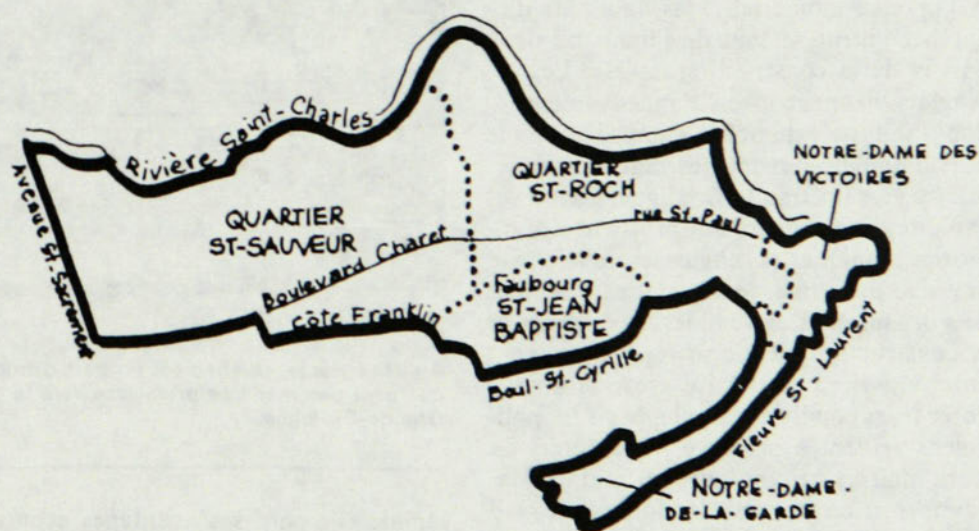 Rivière Saint-Charles
Avenue St-Sacrement
QUARTIER
ST-SAUVEUR
QUARTIER
ST-ROCH
NOTRE-DAME DES
VICTOIRES
rue St. Paul
Boulevard Charet
Côte Franklin
Faubourg
ST-JEAN
BAPTISTE
Boul. St. Cyrille
Fleuve St-Laurent
NOTRE-DAME-
DE-LA-GARDE